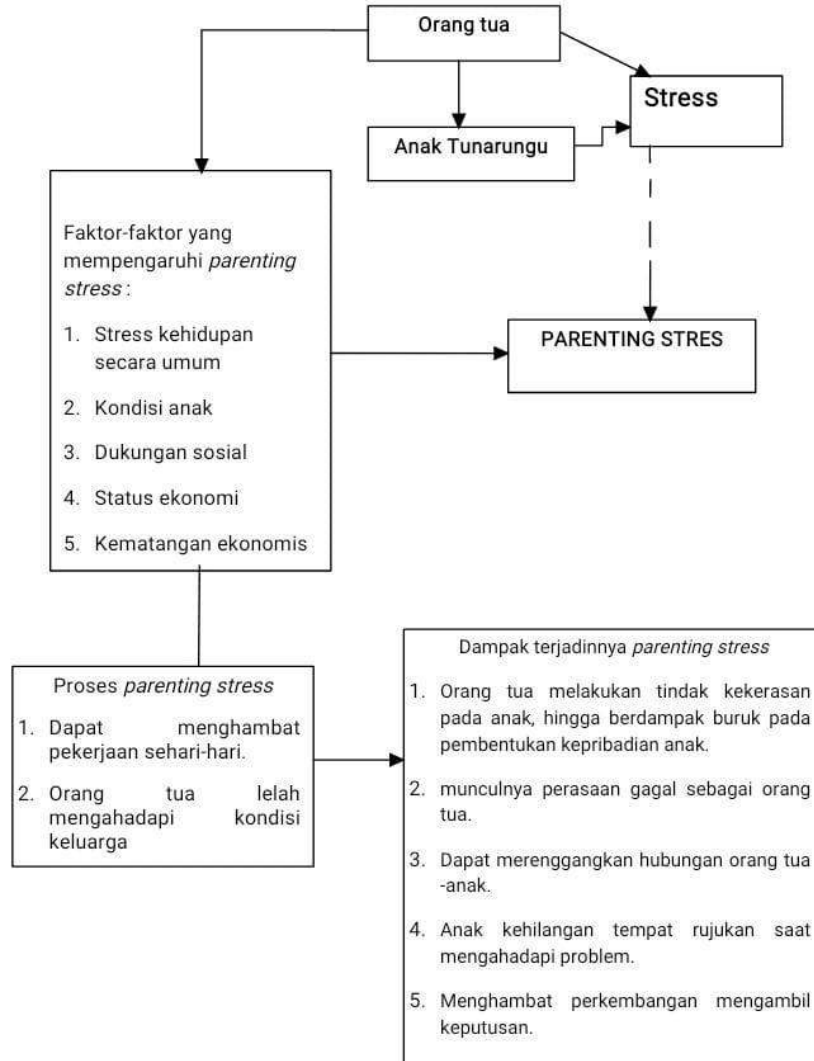 Orang tua
Stress
Anak Tunarungu
Faktor-faktor yang
mempengaruhi parenting
stress :
1. Stress kehidupan
secara umum
2. Kondisi anak
3. Dukungan sosial
4. Status ekonomi
5. Kematangan ekonomis
PARENTING STRES
Proses parenting stress
1. Dapat menghambat
pekerjaan sehari-hari.
2. Orang tua lelah
mengahadapi kondisi
keluarga
Dampak terjadinnya parenting stress
1. Orang tua melakukan tindak kekerasan
pada anak, hingga berdampak buruk pada
pembentukan kepribadian anak.
2. munculnya perasaan gagal sebagai orang
tua.
3. Dapat merenggangkan hubungan orang tua
-anak.
4. Anak kehilangan tempat rujukan saat
mengahadapi problem.
5. Menghambat perkembangan mengambil
keputusan.